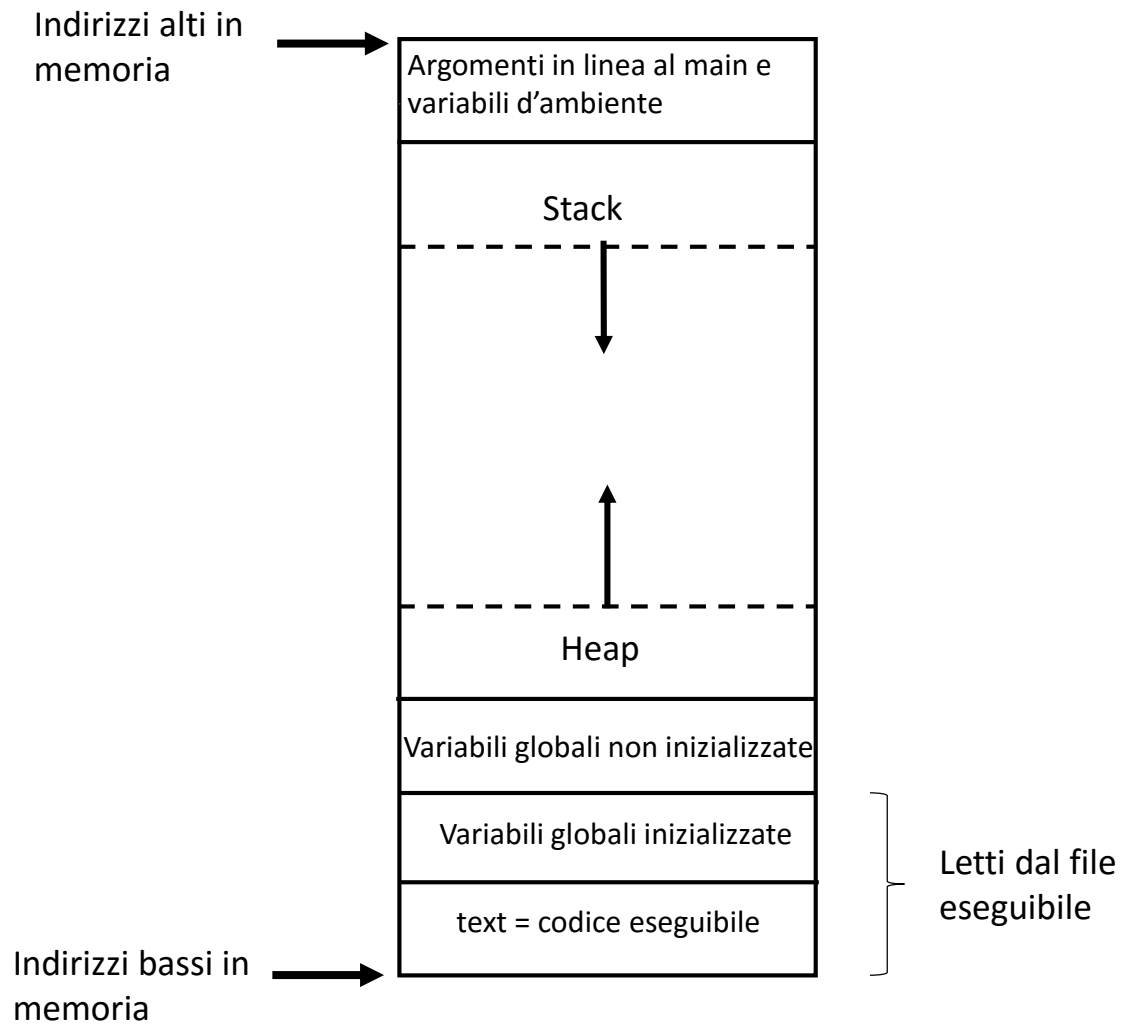 Indirizzi alti in
memoria
Argomenti in linea al main e
variabili d’ambiente
Stack
Heap
Variabili globali non inizializzate
Variabili globali inizializzate
Letti dal file
eseguibile
text = codice eseguibile
Indirizzi bassi in
memoria